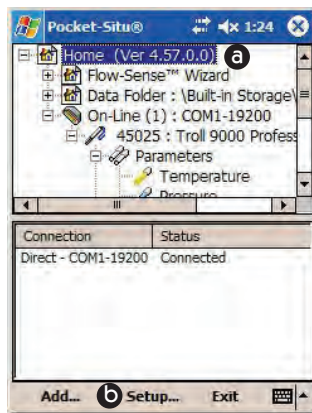 Pocket-Situ® 1:24
Home (Ver 4.57.0.0) a
Flow-Sense™ Wizard
Data Folder : \Built-in Storage\
On-Line (1) : COM1-19200
45025 : Troll 9000 Profess
Parameters
Temperature
Pressure
Connection Status
Direct - COM1-19200 Connected
Add... b Setup... Exit